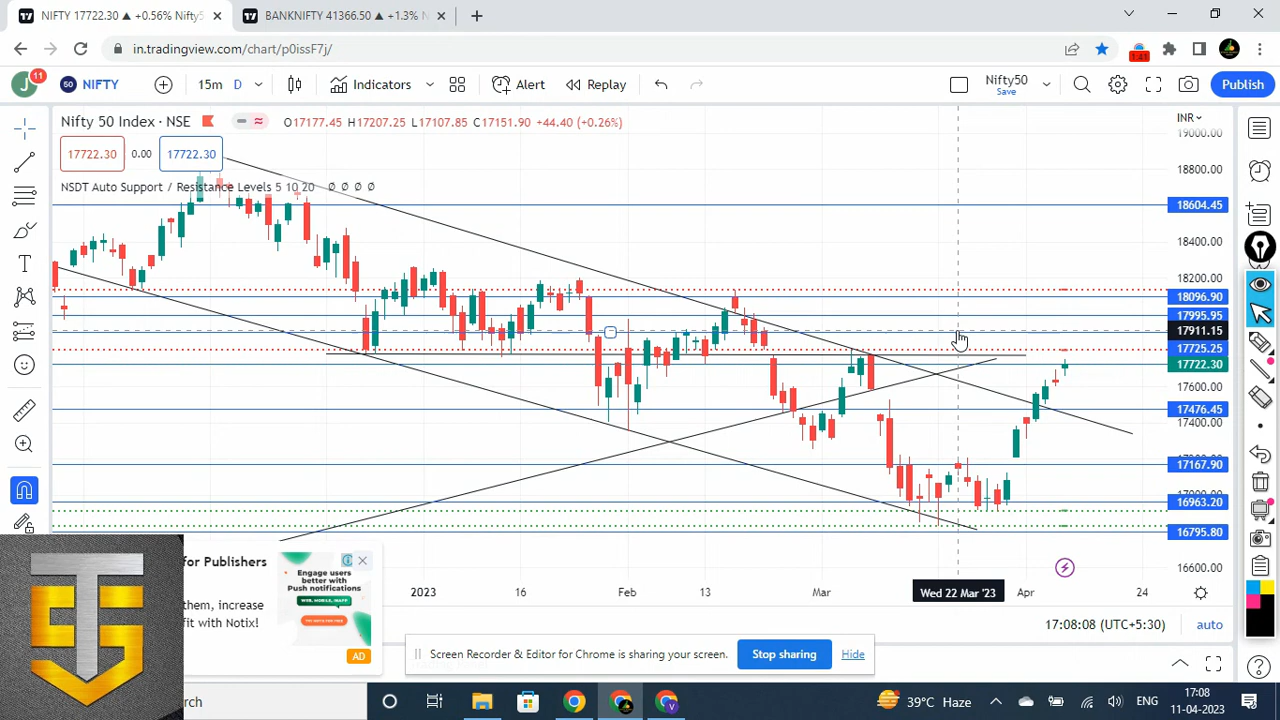 NIFTY 17722.30 ▲ +0.56% Nifty5
BANKNIFTY 41366.50 ▲ +1.3% N
in.tradingview.com/chart/p0issF7j/
1:41
J
11
50
NIFTY
15m
D
Indicators
Alert
Replay
Nifty50
Save
Publish
Nifty 50 Index · NSE
O17177.45 H17207.25 L17107.85 C17151.90 +44.40 (+0.26%)
INR
17722.30
0.00
17722.30
NSDT Auto Support / Resistance Levels 5 10 20 ∅ ∅ ∅ ∅
19000.00
18800.00
18604.45
18400.00
18200.00
18096.90
17995.95
17911.15
17725.25
17722.30
17600.00
17476.45
17400.00
17167.90
16963.20
16795.80
16600.00
2023
16
Feb
13
Mar
Wed 22 Mar '23
Apr
24
17:08:08 (UTC+5:30)
auto
for Publishers
them, increase
fit with Notix!
Engage users
better with
Push notifications
AD
Screen Recorder & Editor for Chrome is sharing your screen.
Stop sharing
Hide
earch
39°C Haze
ENG
17:08
11-04-2023